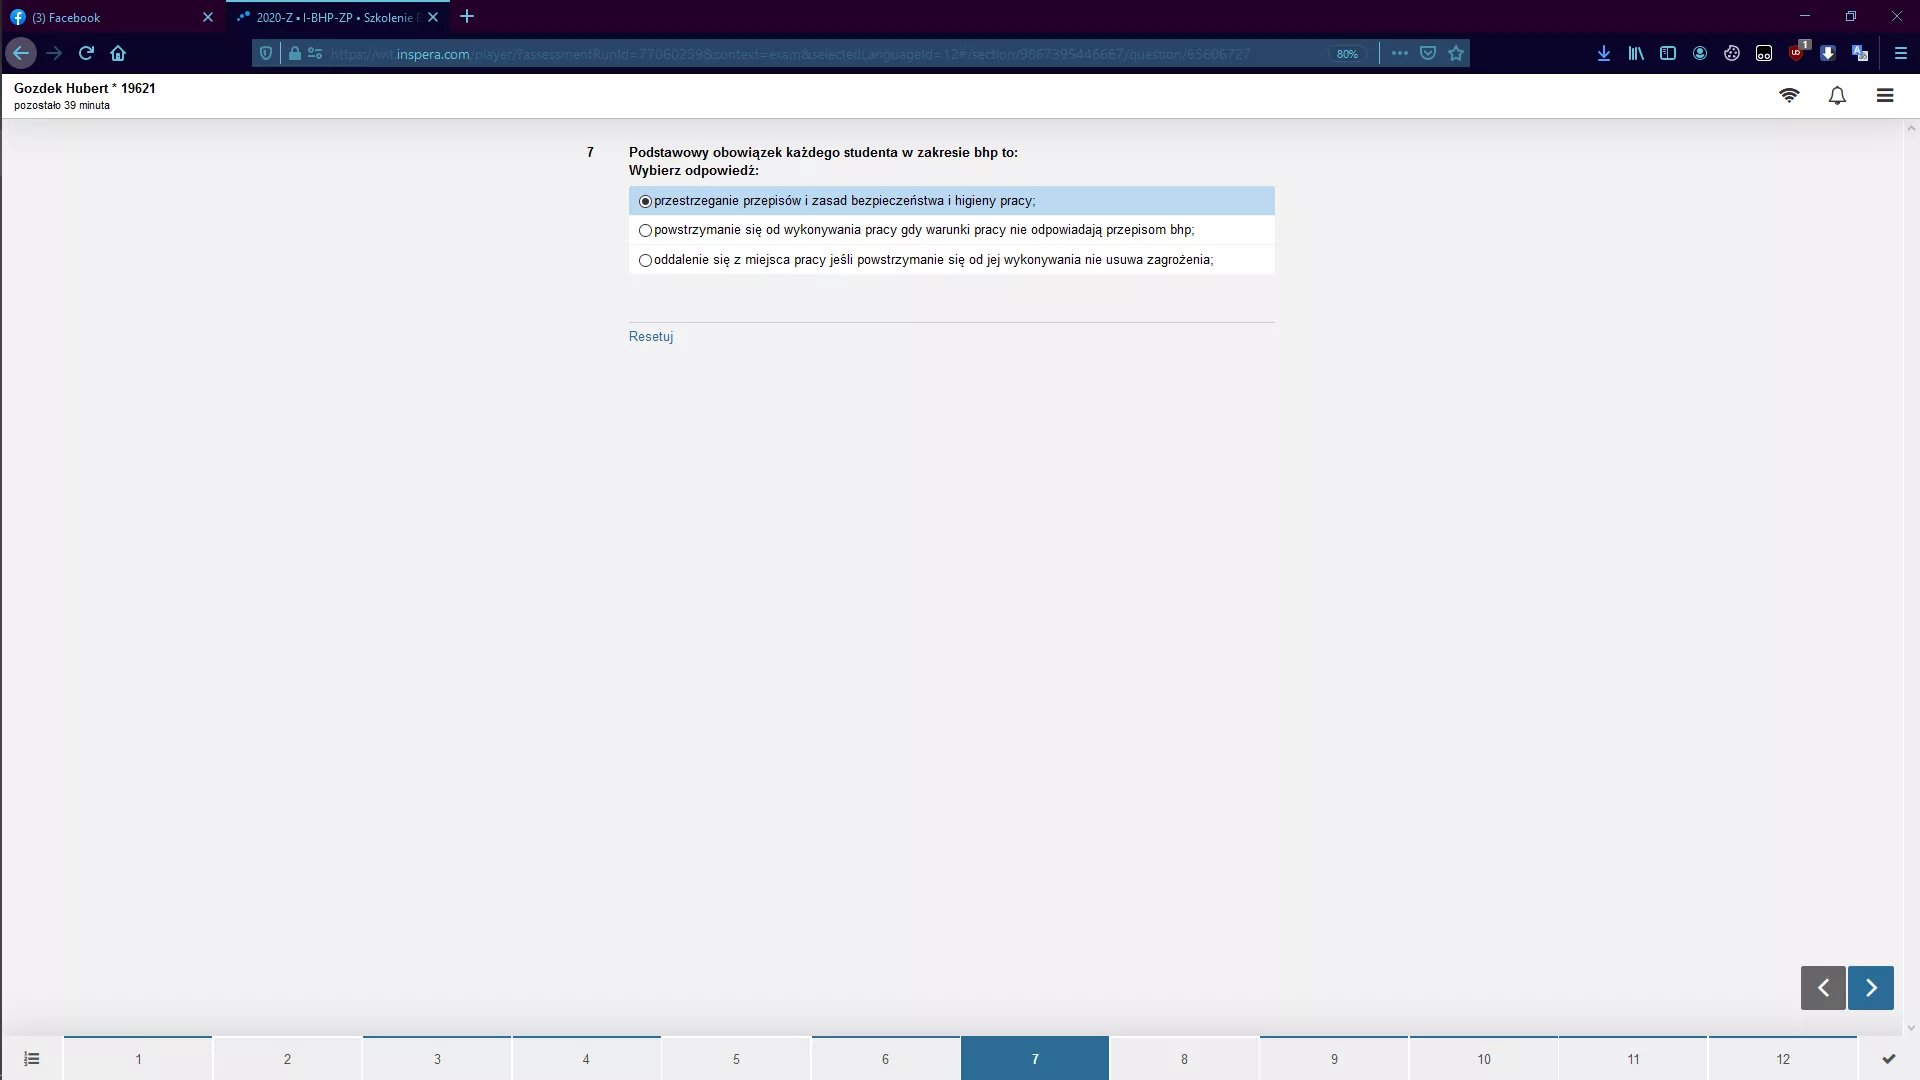 (3) Facebook
2020-Z • I-BHP-ZP • Szkolenie
https://wit.inspera.com/player/?assessmentRunId=77060259&context=exam&selectedLanguageId=12#/section/9867395446667/question/65606727
80%
1
Gozdek Hubert * 19621
pozostało 39 minuta
7 Podstawowy obowiązek każdego studenta w zakresie bhp to:
Wybierz odpowiedź:
przestrzeganie przepisów i zasad bezpieczeństwa i higieny pracy;
powstrzymanie się od wykonywania pracy gdy warunki pracy nie odpowiadają przepisom bhp;
oddalenie się z miejsca pracy jeśli powstrzymanie się od jej wykonywania nie usuwa zagrożenia;
Resetuj
1 2 3 4 5 6 7 8 9 10 11 12